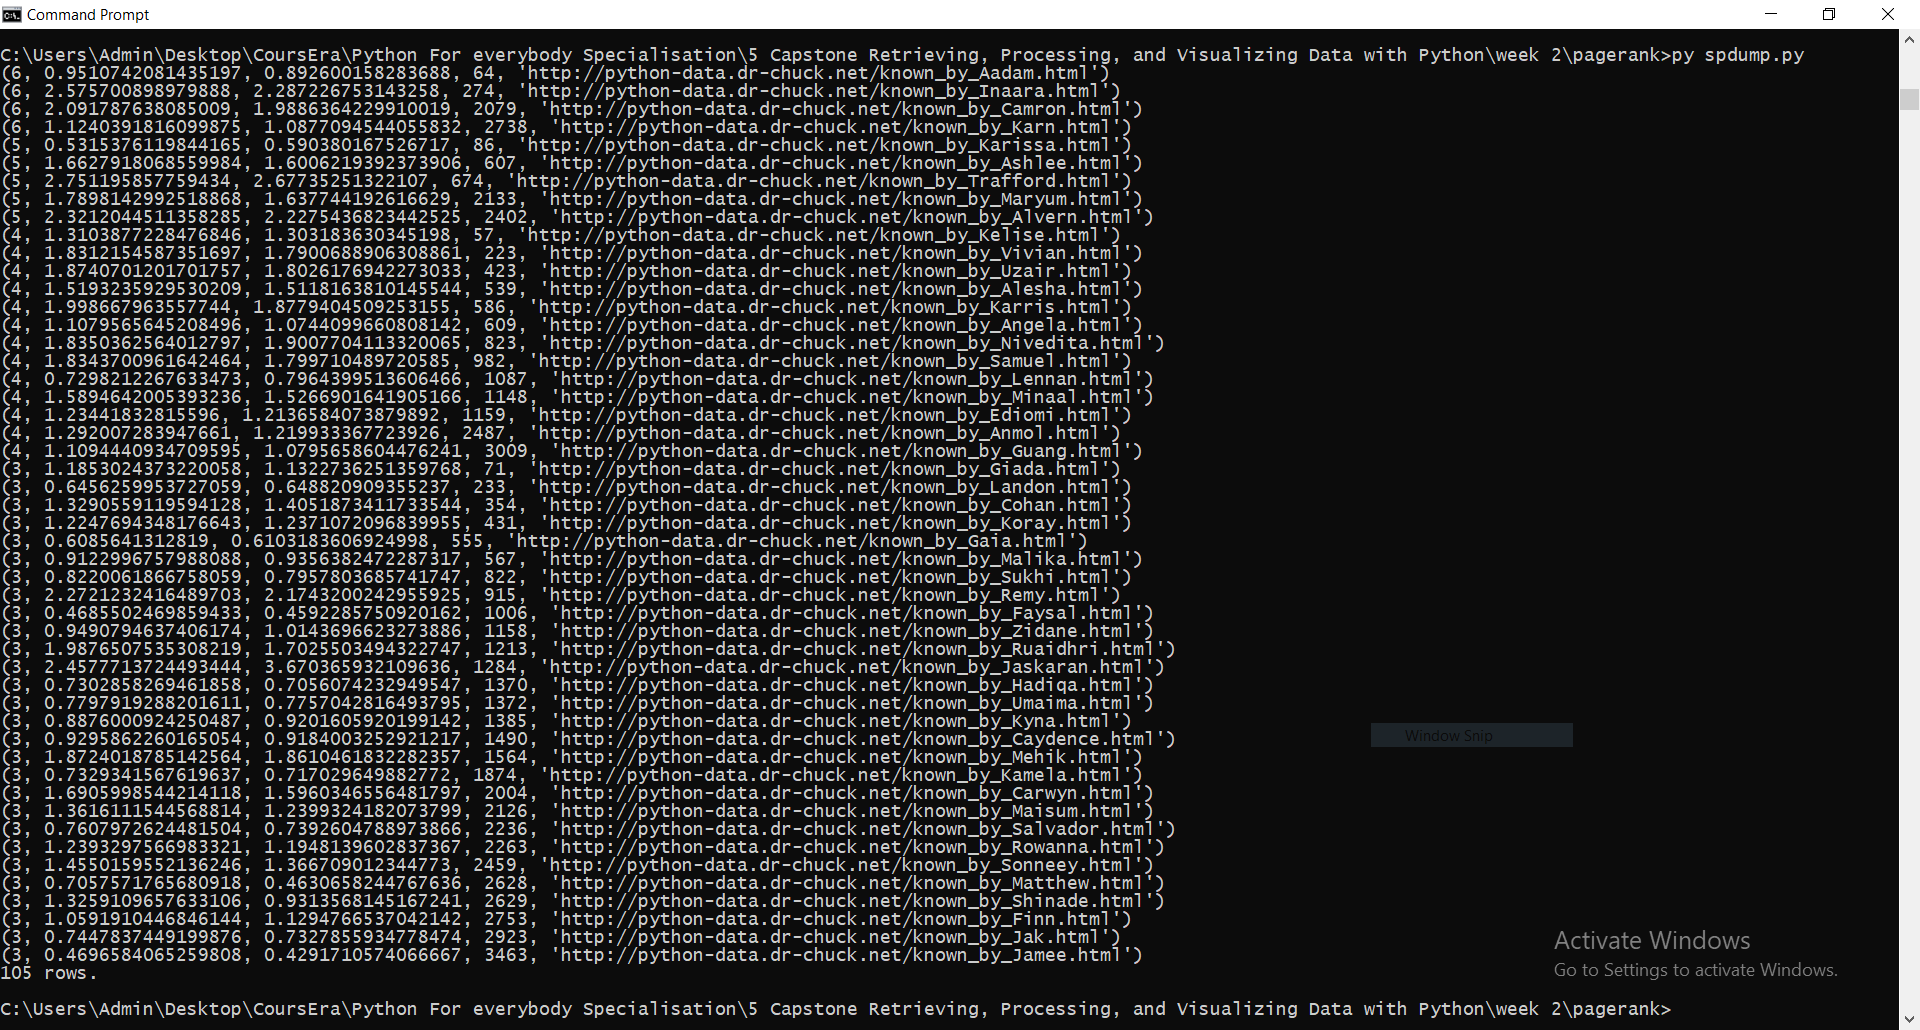 Command Prompt
C:\Users\Admin\Desktop\CoursEra\Python For everybody Specialisation\5 Capstone Retrieving, Processing, and Visualizing Data with Python\week 2\pagerank>py spdump.py
(6, 0.9510742081435197, 0.892600158283688, 64, 'http://python-data.dr-chuck.net/known_by_Aadam.html')
(6, 2.575700898979888, 2.287226753143258, 274, 'http://python-data.dr-chuck.net/known_by_Inaara.html')
(6, 2.091787638085009, 1.9886364229910019, 2079, 'http://python-data.dr-chuck.net/known_by_Camron.html')
(6, 1.1240391816099875, 1.0877094544055832, 2738, 'http://python-data.dr-chuck.net/known_by_Karn.html')
(5, 0.5315376119844165, 0.590380167526717, 86, 'http://python-data.dr-chuck.net/known_by_Karissa.html')
(5, 1.66279180685599​84, 1.6006219392373906, 607, 'http://python-data.dr-chuck.net/known_by_Ashlee.html')
(5, 2.751195857759434, 2.67735251322107, 674, 'http://python-data.dr-chuck.net/known_by_Trafford.html')
(5, 1.7898142992518868, 1.637744192616629, 2133, 'http://python-data.dr-chuck.net/known_by_Maryum.html')
(5, 2.3212044511358285, 2.2275436823442525, 2402, 'http://python-data.dr-chuck.net/known_by_Alvern.html')
(4, 1.3103877228476846, 1.303183630345198, 57, 'http://python-data.dr-chuck.net/known_by_Kelise.html')
(4, 1.8312154587351697, 1.7900688906308861, 223, 'http://python-data.dr-chuck.net/known_by_Vivian.html')
(4, 1.8740701201701757, 1.8026176942273033, 423, 'http://python-data.dr-chuck.net/known_by_Uzair.html')
(4, 1.5193235929530209, 1.5118163810145544, 539, 'http://python-data.dr-chuck.net/known_by_Alesha.html')
(4, 1.998667963557744, 1.8779404509253155, 586, 'http://python-data.dr-chuck.net/known_by_Karris.html')
(4, 1.1079565645208496, 1.0744099660808142, 609, 'http://python-data.dr-chuck.net/known_by_Angela.html')
(4, 1.8350362564012797, 1.9007704113320065, 823, 'http://python-data.dr-chuck.net/known_by_Nivedita.html')
(4, 1.8343700961642464, 1.799710489720585, 982, 'http://python-data.dr-chuck.net/known_by_Samuel.html')
(4, 0.7298212267633473, 0.7964399513606466, 1087, 'http://python-data.dr-chuck.net/known_by_Lennan.html')
(4, 1.5894642005393236, 1.5266901641905166, 1148, 'http://python-data.dr-chuck.net/known_by_Minaal.html')
(4, 1.23441832815596, 1.2136584073879892, 1159, 'http://python-data.dr-chuck.net/known_by_Ediomi.html')
(4, 1.292007283947661, 1.219933367723926, 2487, 'http://python-data.dr-chuck.net/known_by_Anmol.html')
(4, 1.1094440934709595, 1.0795658604476241, 3009, 'http://python-data.dr-chuck.net/known_by_Guang.html')
(3, 1.1853024373220058, 1.1322736251359768, 71, 'http://python-data.dr-chuck.net/known_by_Giada.html')
(3, 0.6456259953727059, 0.648820909355237, 233, 'http://python-data.dr-chuck.net/known_by_Landon.html')
(3, 1.3290559119594128, 1.4051873411733544, 354, 'http://python-data.dr-chuck.net/known_by_Cohan.html')
(3, 1.2247694348176643, 1.2371072096839955, 431, 'http://python-data.dr-chuck.net/known_by_Koray.html')
(3, 0.6085641312819, 0.6103183606924998, 555, 'http://python-data.dr-chuck.net/known_by_Gaia.html')
(3, 0.9122996757988088, 0.9356382472287317, 567, 'http://python-data.dr-chuck.net/known_by_Malika.html')
(3, 0.8220061866758059, 0.7957803685741747, 822, 'http://python-data.dr-chuck.net/known_by_Sukhi.html')
(3, 2.2721232416489703, 2.1743200242955925, 915, 'http://python-data.dr-chuck.net/known_by_Remy.html')
(3, 0.4685502469859433, 0.4592285750920162, 1006, 'http://python-data.dr-chuck.net/known_by_Faysal.html')
(3, 0.9490794637406174, 1.0143696623273886, 1158, 'http://python-data.dr-chuck.net/known_by_Zidane.html')
(3, 1.9876507535308219, 1.7025503494322747, 1213, 'http://python-data.dr-chuck.net/known_by_Ruaidhri.html')
(3, 2.4577713724493444, 3.670365932109636, 1284, 'http://python-data.dr-chuck.net/known_by_Jaskaran.html')
(3, 0.7302858269461858, 0.7056074232949547, 1370, 'http://python-data.dr-chuck.net/known_by_Hadiqa.html')
(3, 0.7797919288201611, 0.7757042816493795, 1372, 'http://python-data.dr-chuck.net/known_by_Umaima.html')
(3, 0.8876000924250487, 0.9201605920199142, 1385, 'http://python-data.dr-chuck.net/known_by_Kyna.html')
(3, 0.9295862260165054, 0.9184003252921217, 1490, 'http://python-data.dr-chuck.net/known_by_Caydence.html')
(3, 1.8724018785142564, 1.8610461832282357, 1564, 'http://python-data.dr-chuck.net/known_by_Mehik.html')
(3, 0.7329341567619637, 0.717029649882772, 1874, 'http://python-data.dr-chuck.net/known_by_Kamela.html')
(3, 1.6905998544214118, 1.5960346556481797, 2004, 'http://python-data.dr-chuck.net/known_by_Carwyn.html')
(3, 1.3616111544568814, 1.2399324182073799, 2126, 'http://python-data.dr-chuck.net/known_by_Maisum.html')
(3, 0.7607972624481504, 0.7392604788973866, 2236, 'http://python-data.dr-chuck.net/known_by_Salvador.html')
(3, 1.2393297566983321, 1.1948139602837367, 2263, 'http://python-data.dr-chuck.net/known_by_Rowanna.html')
(3, 1.4550159552136246, 1.366709012344773, 2459, 'http://python-data.dr-chuck.net/known_by_Sonneey.html')
(3, 0.7057571765680918, 0.4630658244767636, 2628, 'http://python-data.dr-chuck.net/known_by_Matthew.html')
(3, 1.3259109657633106, 0.9313568145167241, 2629, 'http://python-data.dr-chuck.net/known_by_Shinade.html')
(3, 1.0591910446846144, 1.1294766537042142, 2753, 'http://python-data.dr-chuck.net/known_by_Finn.html')
(3, 0.7447837449199876, 0.7327855934778474, 2923, 'http://python-data.dr-chuck.net/known_by_Jak.html')
(3, 0.4696584065259808, 0.4291710574066667, 3463, 'http://python-data.dr-chuck.net/known_by_Jamee.html')
105 rows.
C:\Users\Admin\Desktop\CoursEra\Python For everybody Specialisation\5 Capstone Retrieving, Processing, and Visualizing Data with Python\week 2\pagerank>
Window Snip
Activate Windows
Go to Settings to activate Windows.